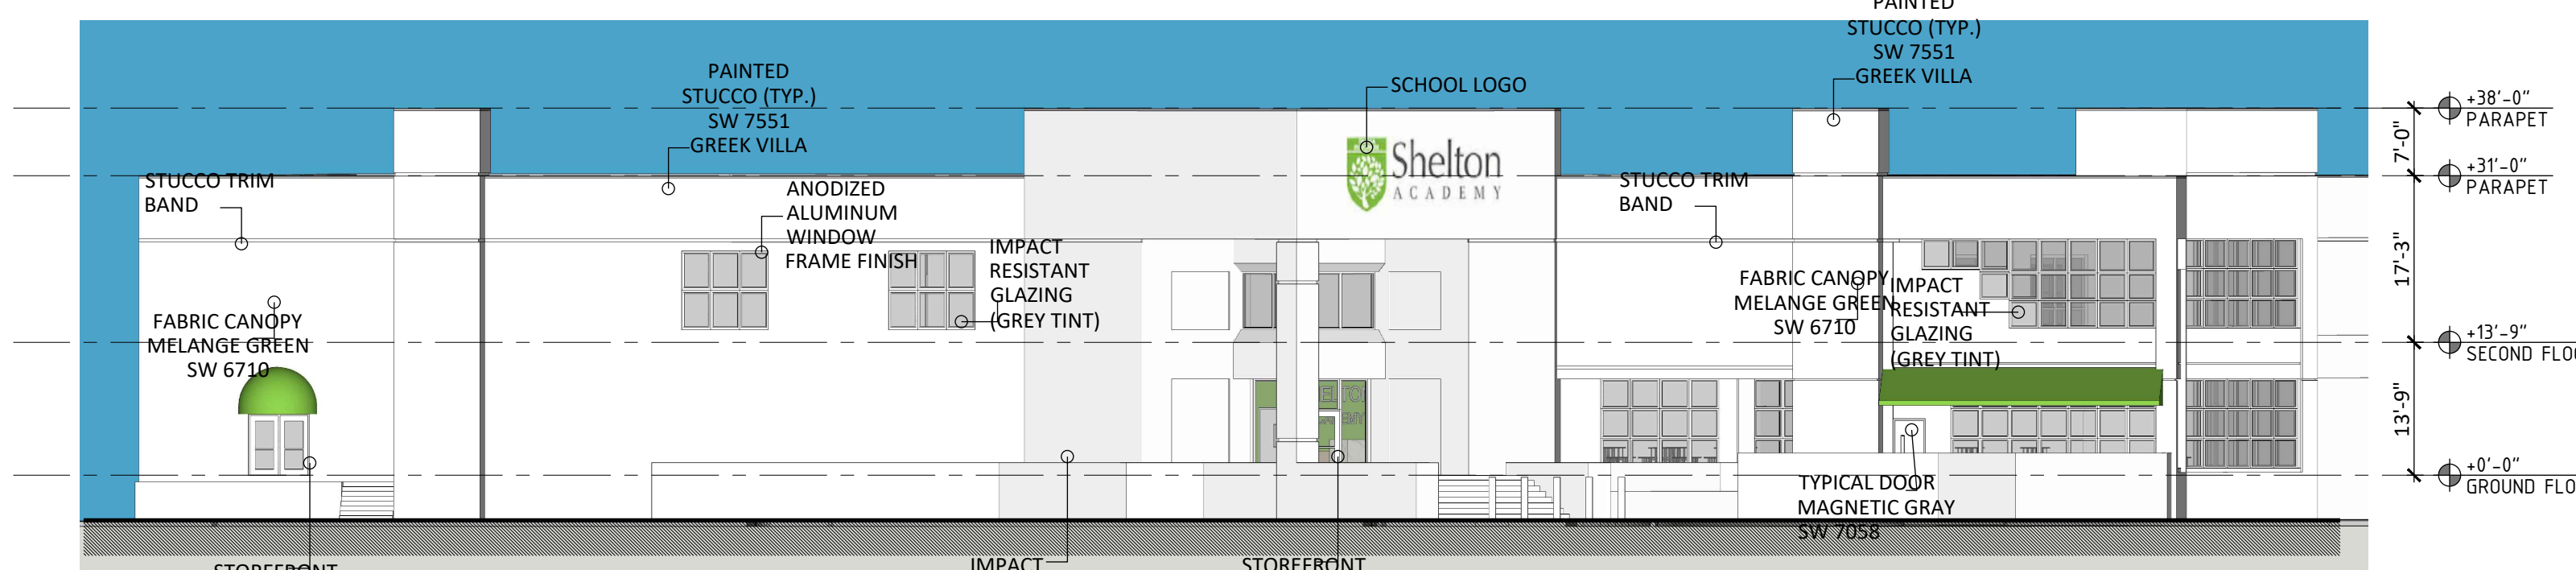 PAINTED
STUCCO (TYP.)
SW 7551
GREEK VILLA
PAINTED
STUCCO (TYP.)
SW 7551
GREEK VILLA
SCHOOL LOGO
+38'-0"
PARAPET
7'-0"
+31'-0"
PARAPET
Shelton
ACADEMY
STUCCO TRIM
BAND
ANODIZED
ALUMINUM
WINDOW
FRAME FINISH
IMPACT
RESISTANT
GLAZING
(GREY TINT)
STUCCO TRIM
BAND
17'-3"
FABRIC CANOPY
MELANGE GREEN
SW 6710
FABRIC CANOPY
MELANGE GREEN
SW 6710
IMPACT
RESISTANT
GLAZING
(GREY TINT)
+13'-9"
SECOND FLO
13'-9"
+0'-0"
GROUND FLO
TYPICAL DOOR
MAGNETIC GRAY
SW 7058
STOREFRONT
IMPACT
STOREFRONT